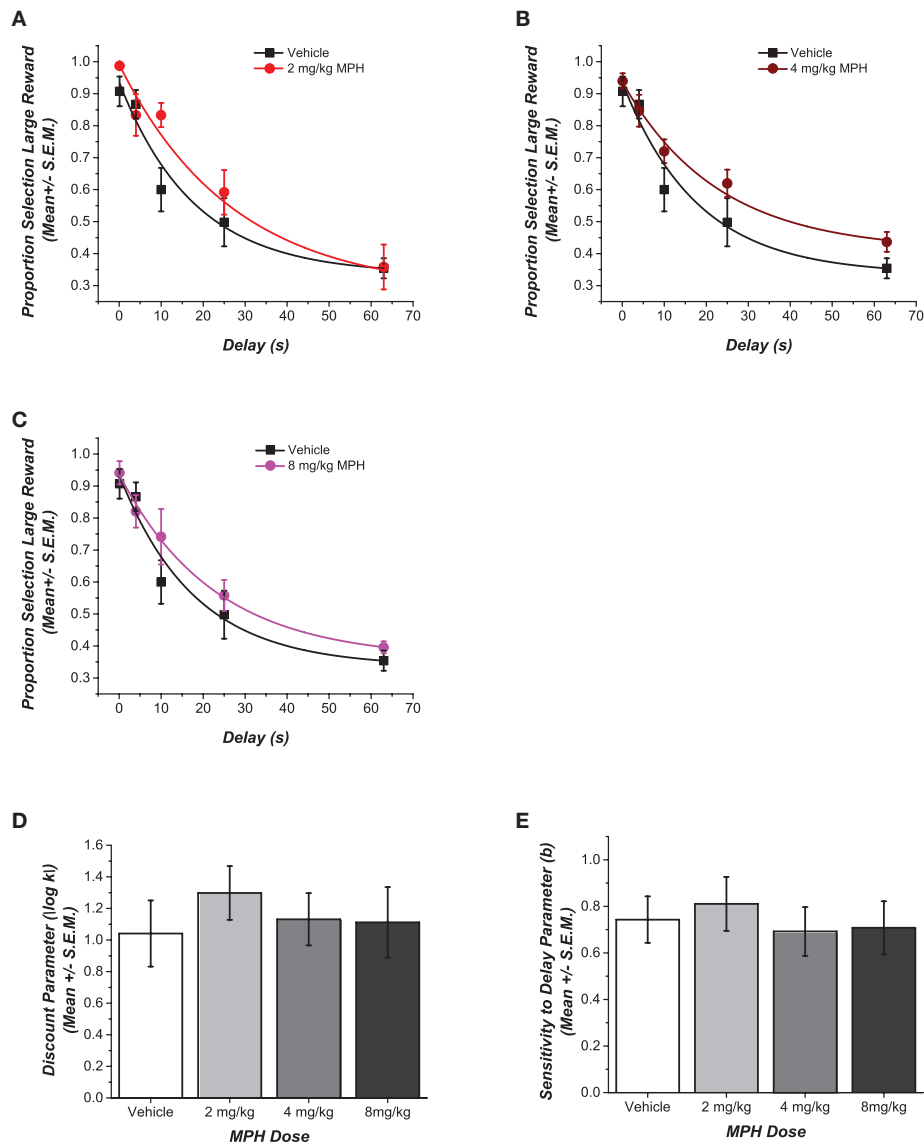 A
Vehicle
2 mg/kg MPH
Proportion Selection Large Reward
(Mean+/- S.E.M.)
1.0
0.9
0.8
0.7
0.6
0.5
0.4
0.3
0 10 20 30 40 50 60 70
Delay (s)
B
Vehicle
4 mg/kg MPH
Proportion Selection Large Reward
(Mean+/- S.E.M.)
1.0
0.9
0.8
0.7
0.6
0.5
0.4
0.3
0 10 20 30 40 50 60 70
Delay (s)
C
Vehicle
8 mg/kg MPH
Proportion Selection Large Reward
(Mean+/- S.E.M.)
1.0
0.9
0.8
0.7
0.6
0.5
0.4
0.3
0 10 20 30 40 50 60 70
Delay (s)
D
Discount Parameter (|log k|)
(Mean +/- S.E.M.)
1.6
1.4
1.2
1.0
0.8
0.6
0.4
0.2
0.0
Vehicle 2 mg/kg 4 mg/kg 8mg/kg
MPH Dose
E
Sensitivity to Delay Parameter (b)
(Mean +/- S.E.M.)
1.0
0.8
0.6
0.4
0.2
0.0
Vehicle 2 mg/kg 4 mg/kg 8mg/kg
MPH Dose